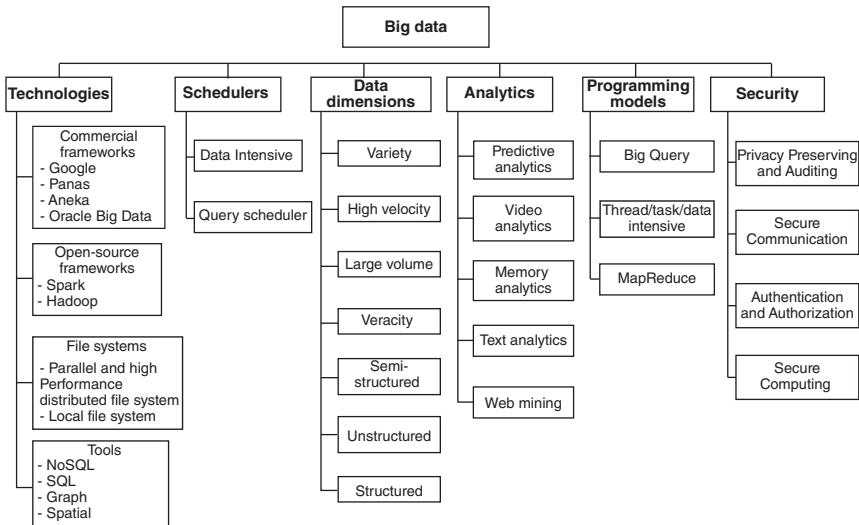 Big data
Technologies
Commercial
frameworks
- Google
- Panas
- Aneka
- Oracle Big Data
Open-source
frameworks
- Spark
- Hadoop
File systems
- Parallel and high
Performance
distributed file system
- Local file system
Tools
- NoSQL
- SQL
- Graph
- Spatial
Schedulers
Data Intensive
Query scheduler
Data
dimensions
Variety
High velocity
Large volume
Veracity
Semi-
structured
Unstructured
Structured
Analytics
Predictive
analytics
Video
analytics
Memory
analytics
Text analytics
Web mining
Programming
models
Big Query
Thread/task/data
intensive
MapReduce
Security
Privacy Preserving
and Auditing
Secure
Communication
Authentication
and Authorization
Secure
Computing